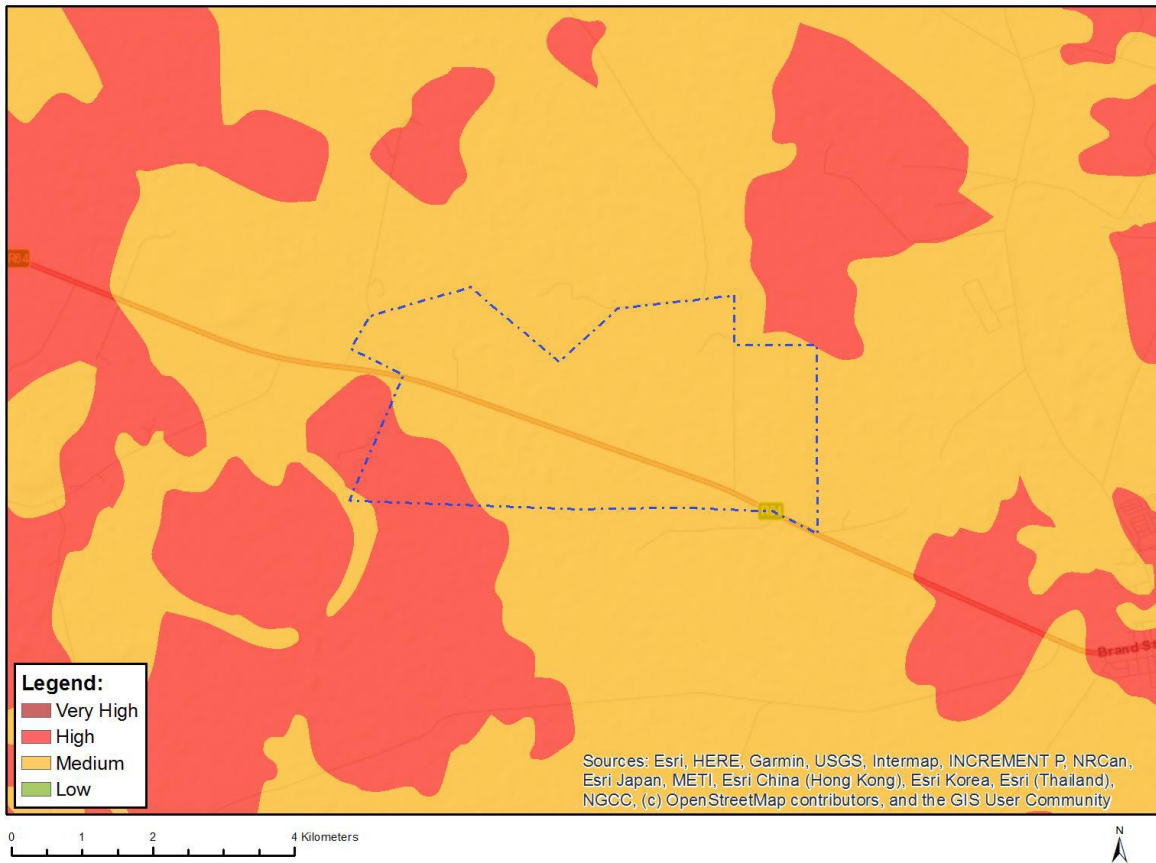 R64
Brand St
Legend:
Very High
High
Medium
Low
Sources: Esri, HERE, Garmin, USGS, Intermap, INCREMENT P, NRCan,
Esri Japan, METI, Esri China (Hong Kong), Esri Korea, Esri (Thailand),
NGCC, (c) OpenStreetMap contributors, and the GIS User Community
0 1 2 4 Kilometers
N